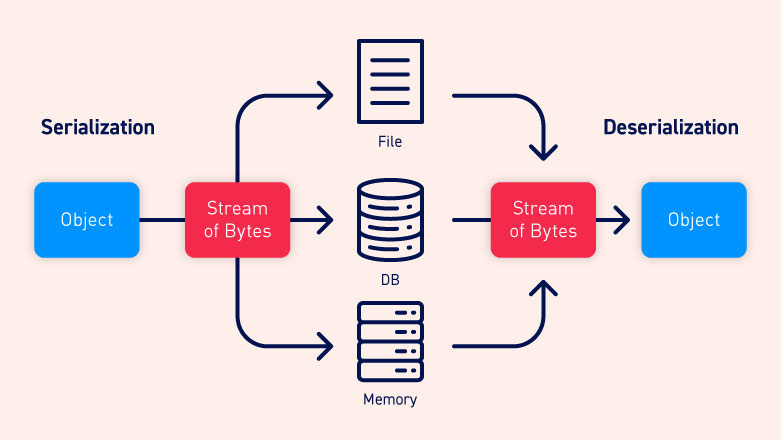 Serialization
Deserialization
File
Object
Stream
of Bytes
Stream
of Bytes
Object
DB
Memory